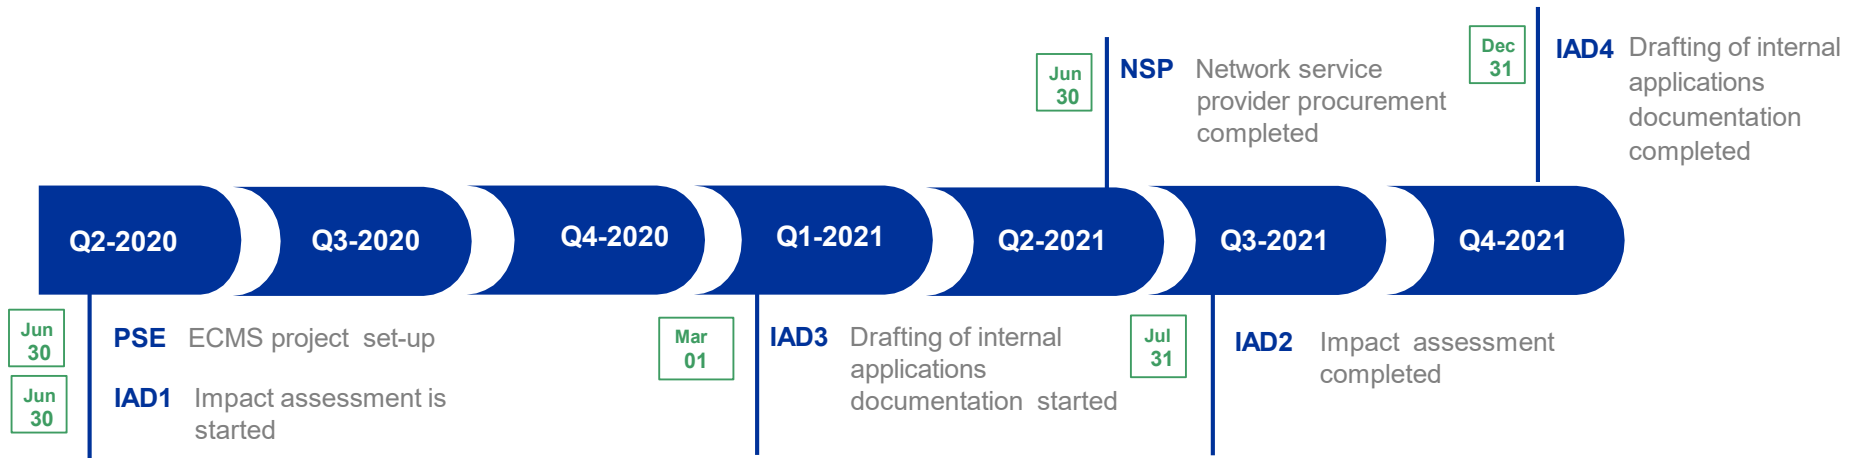 Jun
30
NSP
Network service
provider procurement
completed
Dec
31
IAD4
Drafting of internal
applications
documentation
completed
Q2-2020
Q3-2020
Q4-2020
Q1-2021
Q2-2021
Q3-2021
Q4-2021
Jun
30
PSE
ECMS project set-up
Jun
30
IAD1
Impact assessment is
started
Mar
01
IAD3
Drafting of internal
applications
documentation started
Jul
31
IAD2
Impact assessment
completed